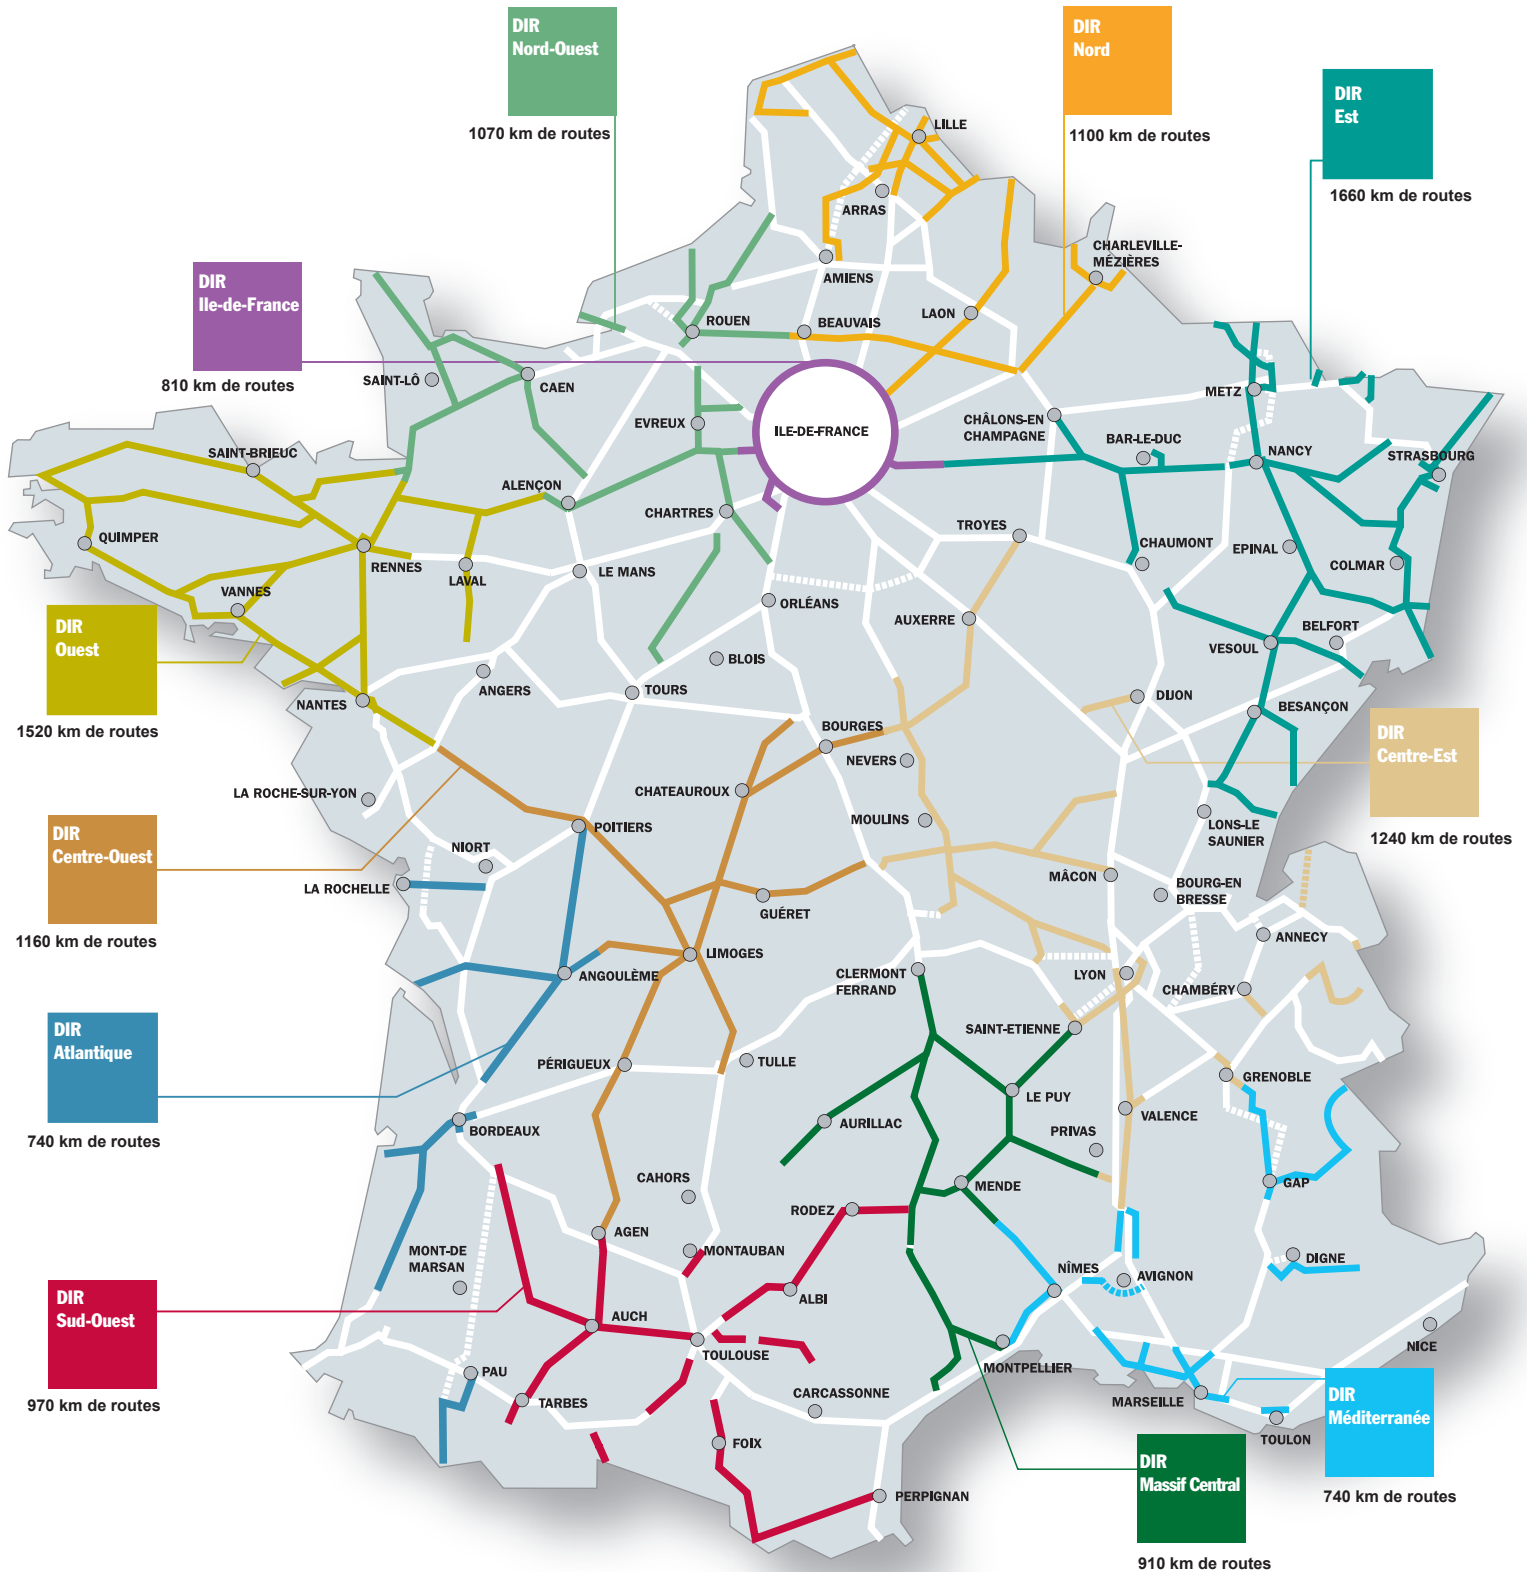 DIR
Nord-Ouest
1070 km de routes
DIR
Nord
1100 km de routes
DIR
Est
1660 km de routes
DIR
Ile-de-France
810 km de routes
DIR
Ouest
1520 km de routes
DIR
Centre-Est
1240 km de routes
DIR
Centre-Ouest
1160 km de routes
DIR
Atlantique
740 km de routes
DIR
Sud-Ouest
970 km de routes
DIR
Massif Central
910 km de routes
DIR
Méditerranée
740 km de routes
LILLE
ARRAS
AMIENS
CHARLEVILLE-
MÉZIÈRES
ROUEN
BEAUVAIS
LAON
SAINT-LÔ
CAEN
EVREUX
ILE-DE-FRANCE
CHÂLONS-EN
CHAMPAGNE
METZ
BAR-LE-DUC
NANCY
STRASBOURG
SAINT-BRIEUC
ALENÇON
CHARTRES
TROYES
CHAUMONT
EPINAL
COLMAR
QUIMPER
RENNES
LAVAL
LE MANS
VANNES
ORLÉANS
AUXERRE
BELFORT
VESOUL
BLOIS
ANGERS
TOURS
NANTES
DIJON
BESANÇON
BOURGES
NEVERS
LA ROCHE-SUR-YON
CHATEAUROUX
MOULINS
POITIERS
LONS-LE
SAUNIER
NIORT
LA ROCHELLE
MÂCON
BOURG-EN
BRESSE
GUÉRET
ANNECY
LIMOGES
ANGOULÊME
CLERMONT
FERRAND
LYON
CHAMBÉRY
SAINT-ETIENNE
PÉRIGUEUX
TULLE
GRENOBLE
LE PUY
VALENCE
BORDEAUX
AURILLAC
PRIVAS
CAHORS
MENDE
GAP
RODEZ
AGEN
MONTAUBAN
MONT-DE
MARSAN
DIGNE
NÎMES
AVIGNON
ALBI
AUCH
TOULOUSE
MONTPELLIER
NICE
PAU
TARBES
CARCASSONNE
MARSEILLE
TOULON
FOIX
PERPIGNAN